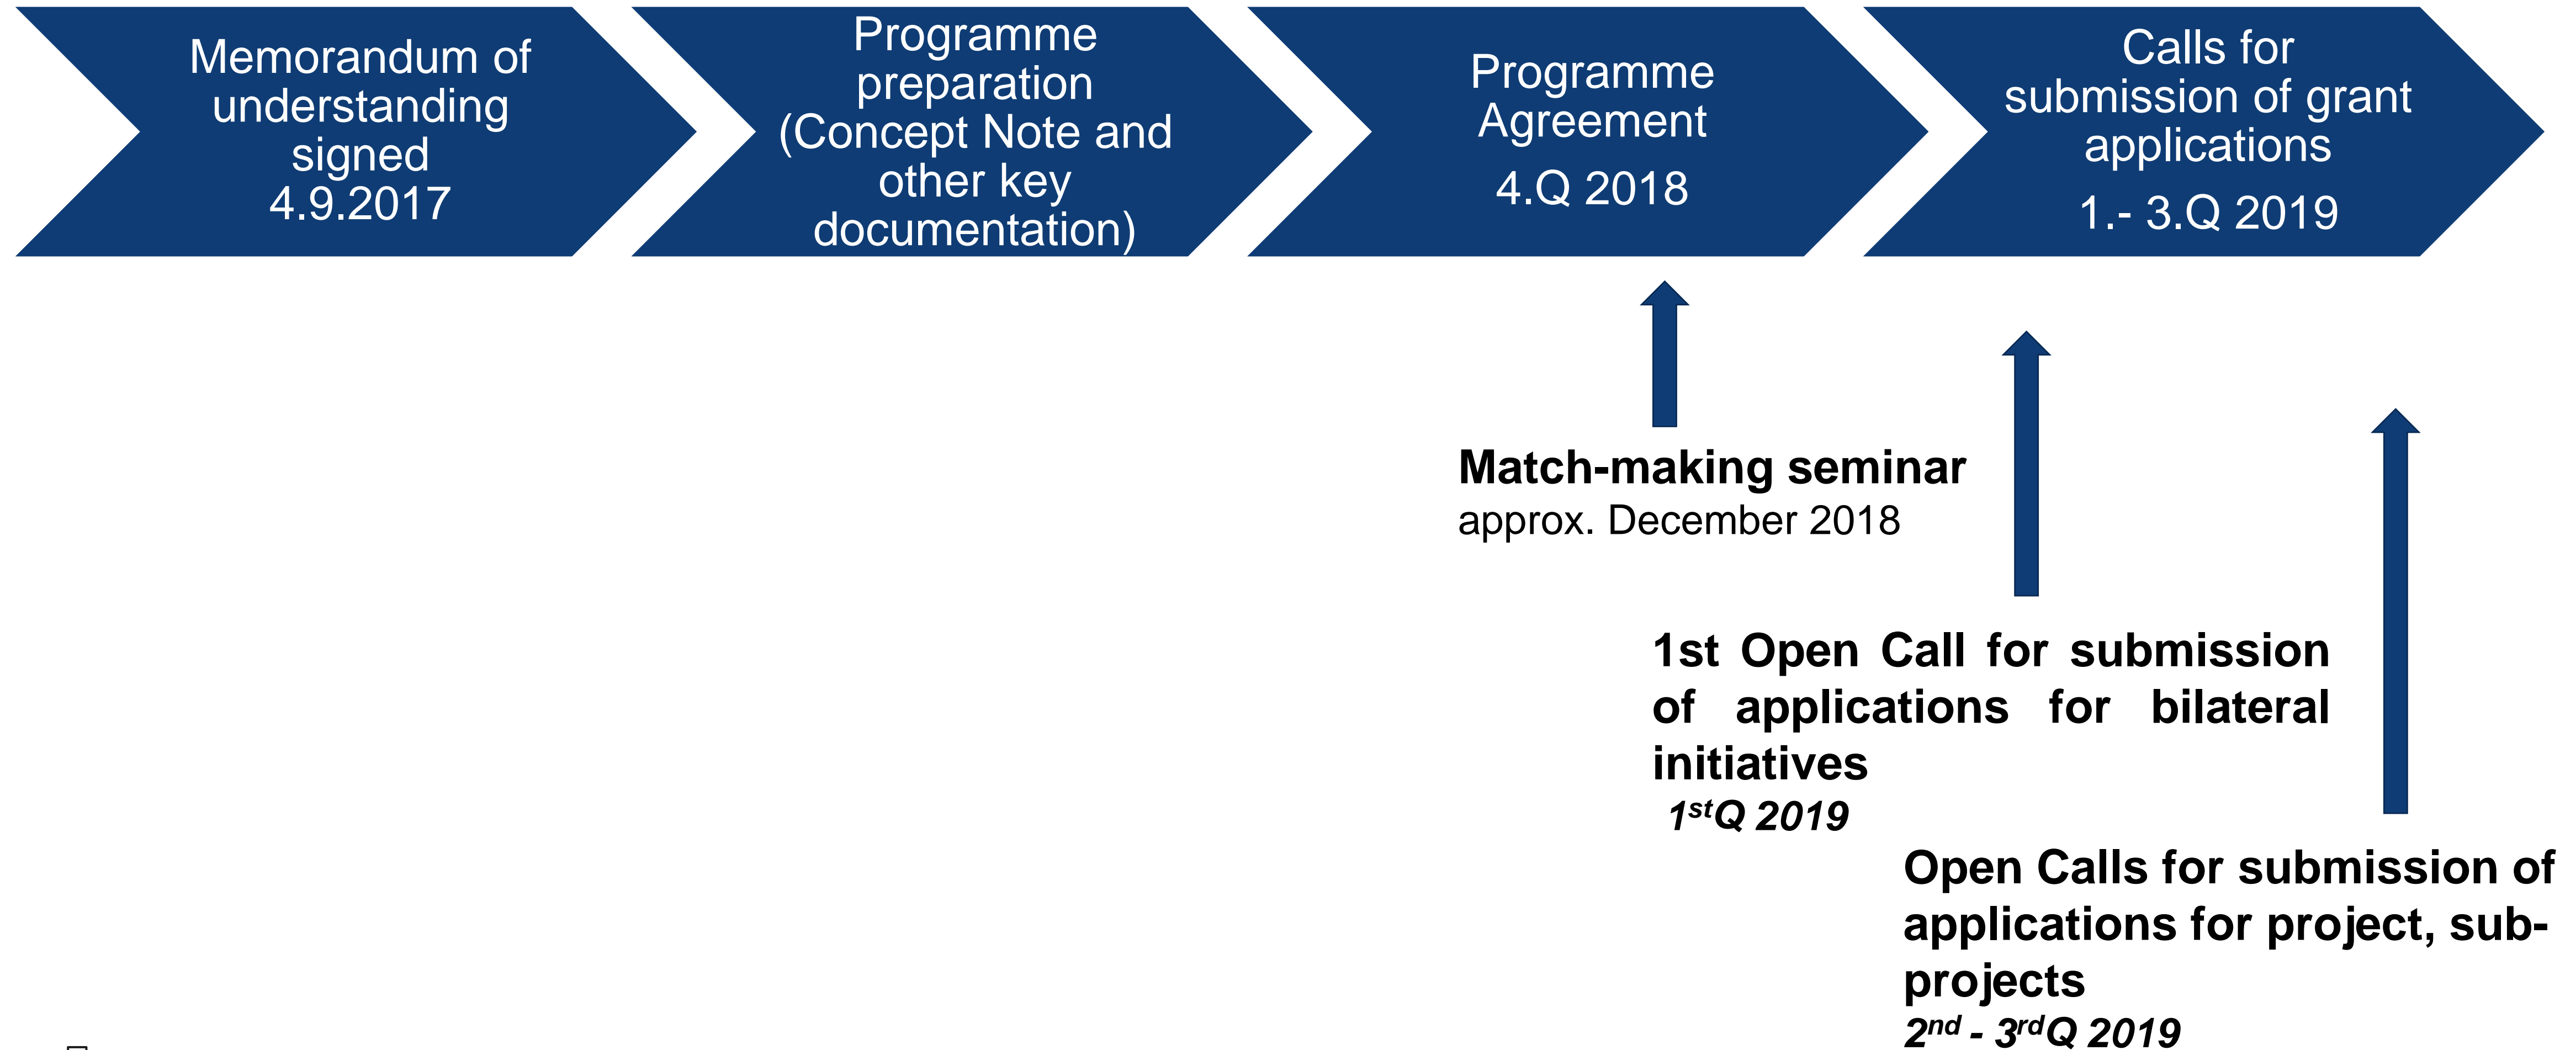 Memorandum of
understanding
signed
4.9.2017
Programme
preparation
(Concept Note and
other key
documentation)
Programme
Agreement
4.Q 2018
Calls for
submission of grant
applications
1.- 3.Q 2019
Match-making seminar
approx. December 2018
1st Open Call for submission
of applications for bilateral
initiatives
1stQ 2019
Open Calls for submission of
applications for project, sub-
projects
2nd - 3rdQ 2019